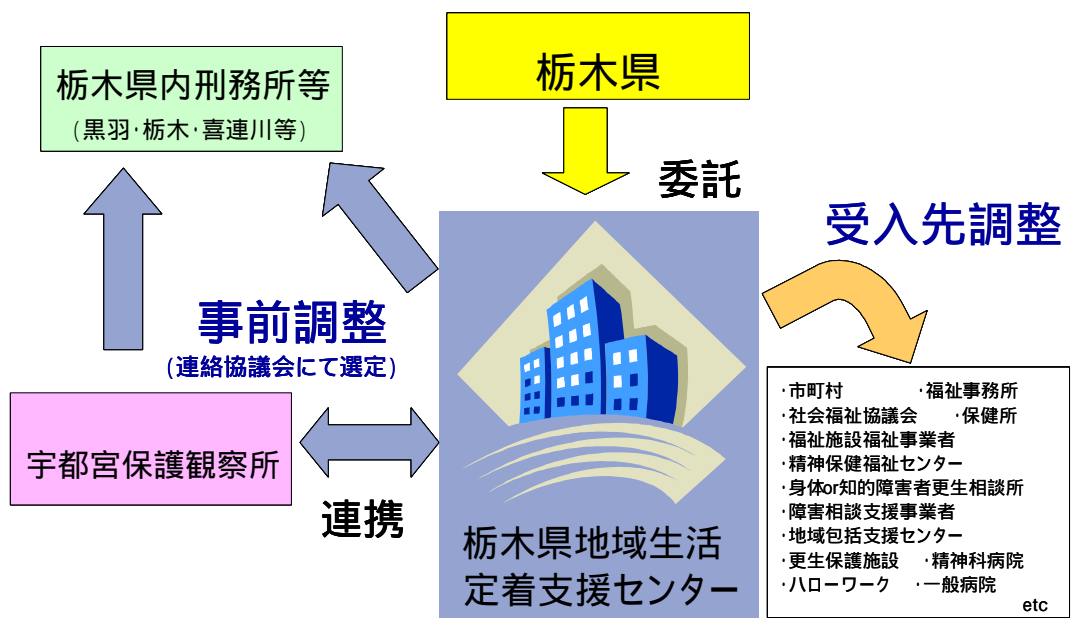 栃木県
栃木県内刑務所等
(黒羽･栃木･喜連川等)
委託
受入先調整
事前調整
(連絡協議会にて選定)
宇都宮保護観察所
連携
栃木県地域生活
定着支援センター
･市町村 ･福祉事務所
･社会福祉協議会 ･保健所
･福祉施設福祉事業者
･精神保健福祉センター
･身体or知的障害者更生相談所
･障害相談支援事業者
･地域包括支援センター
･更生保護施設 ･精神科病院
･ハローワーク ･一般病院
etc